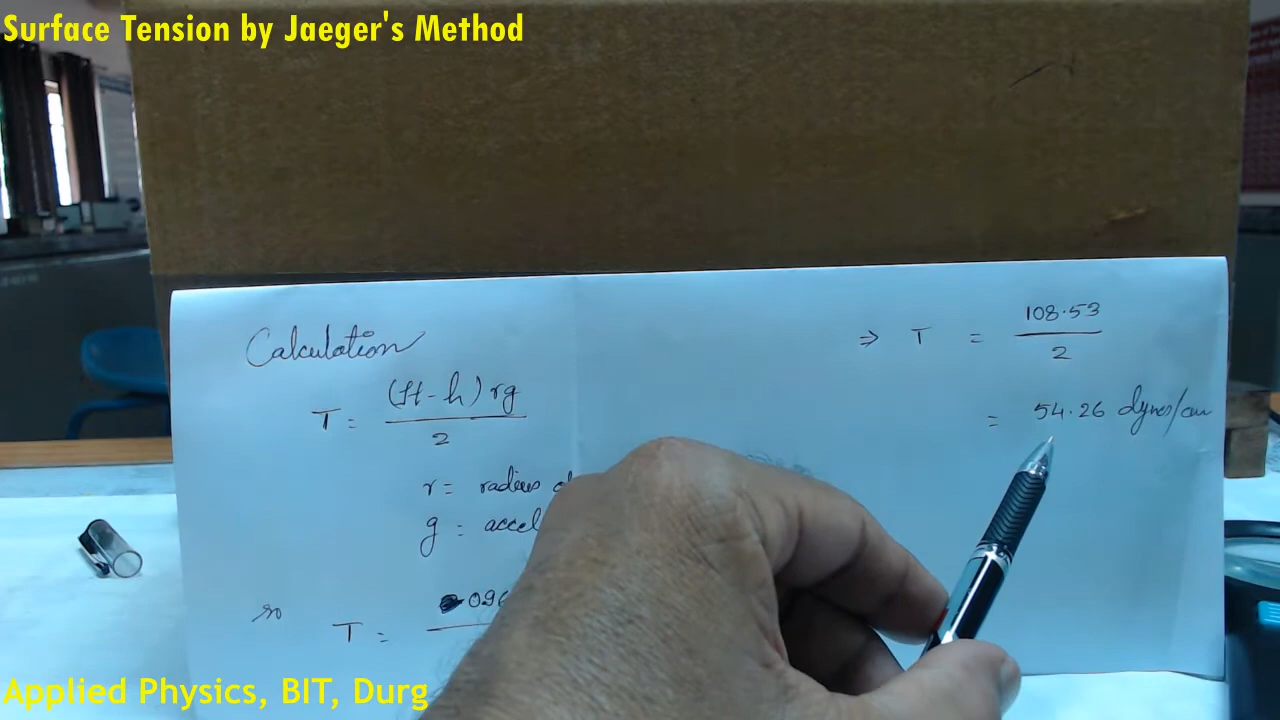 Surface Tension by Jaeger's Method
Calculation
T = (H-h) rg / 2
r = radius
g = accel
so T =
⇒ T = 108.53 / 2
= 54.26 dynes/cm
Applied Physics, BIT, Durg